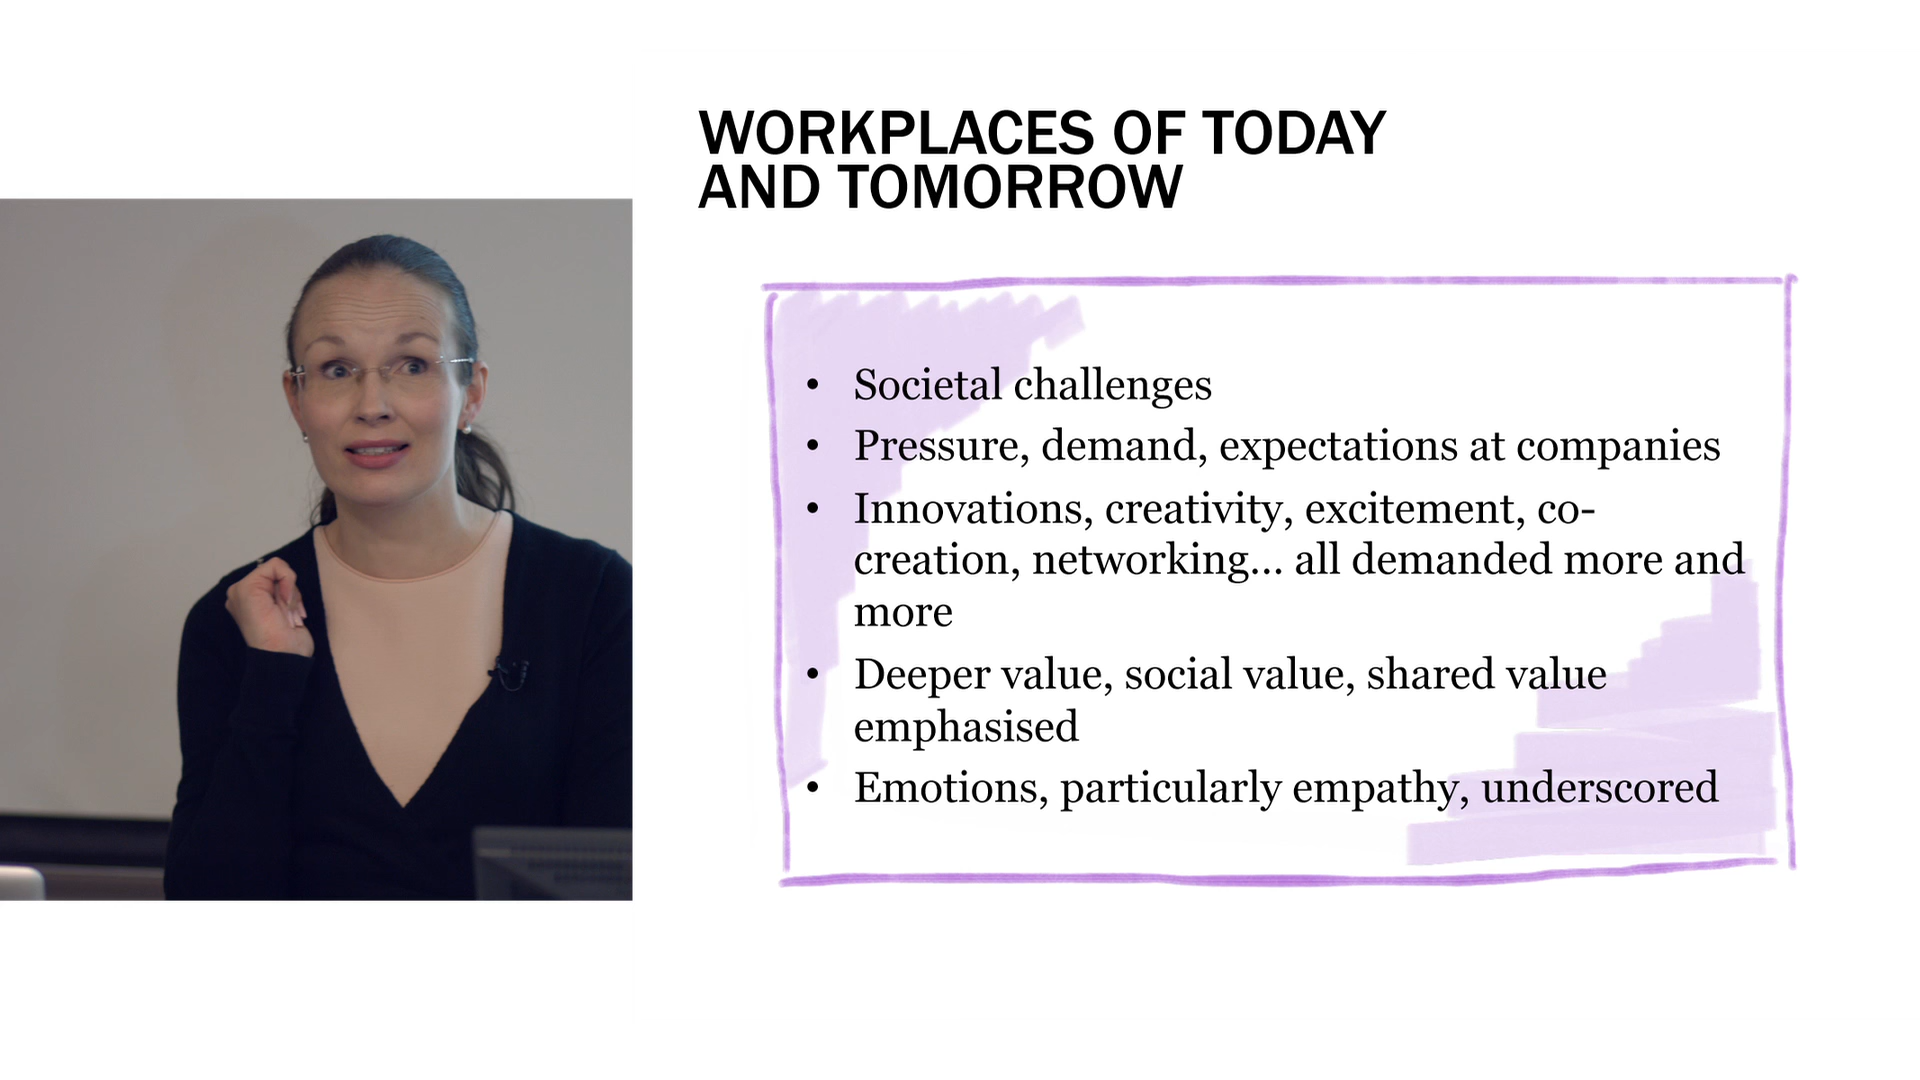 WORKPLACES OF TODAY
AND TOMORROW
• Societal challenges
• Pressure, demand, expectations at companies
• Innovations, creativity, excitement, co-
creation, networking... all demanded more and
more
• Deeper value, social value, shared value
emphasised
• Emotions, particularly empathy, underscored